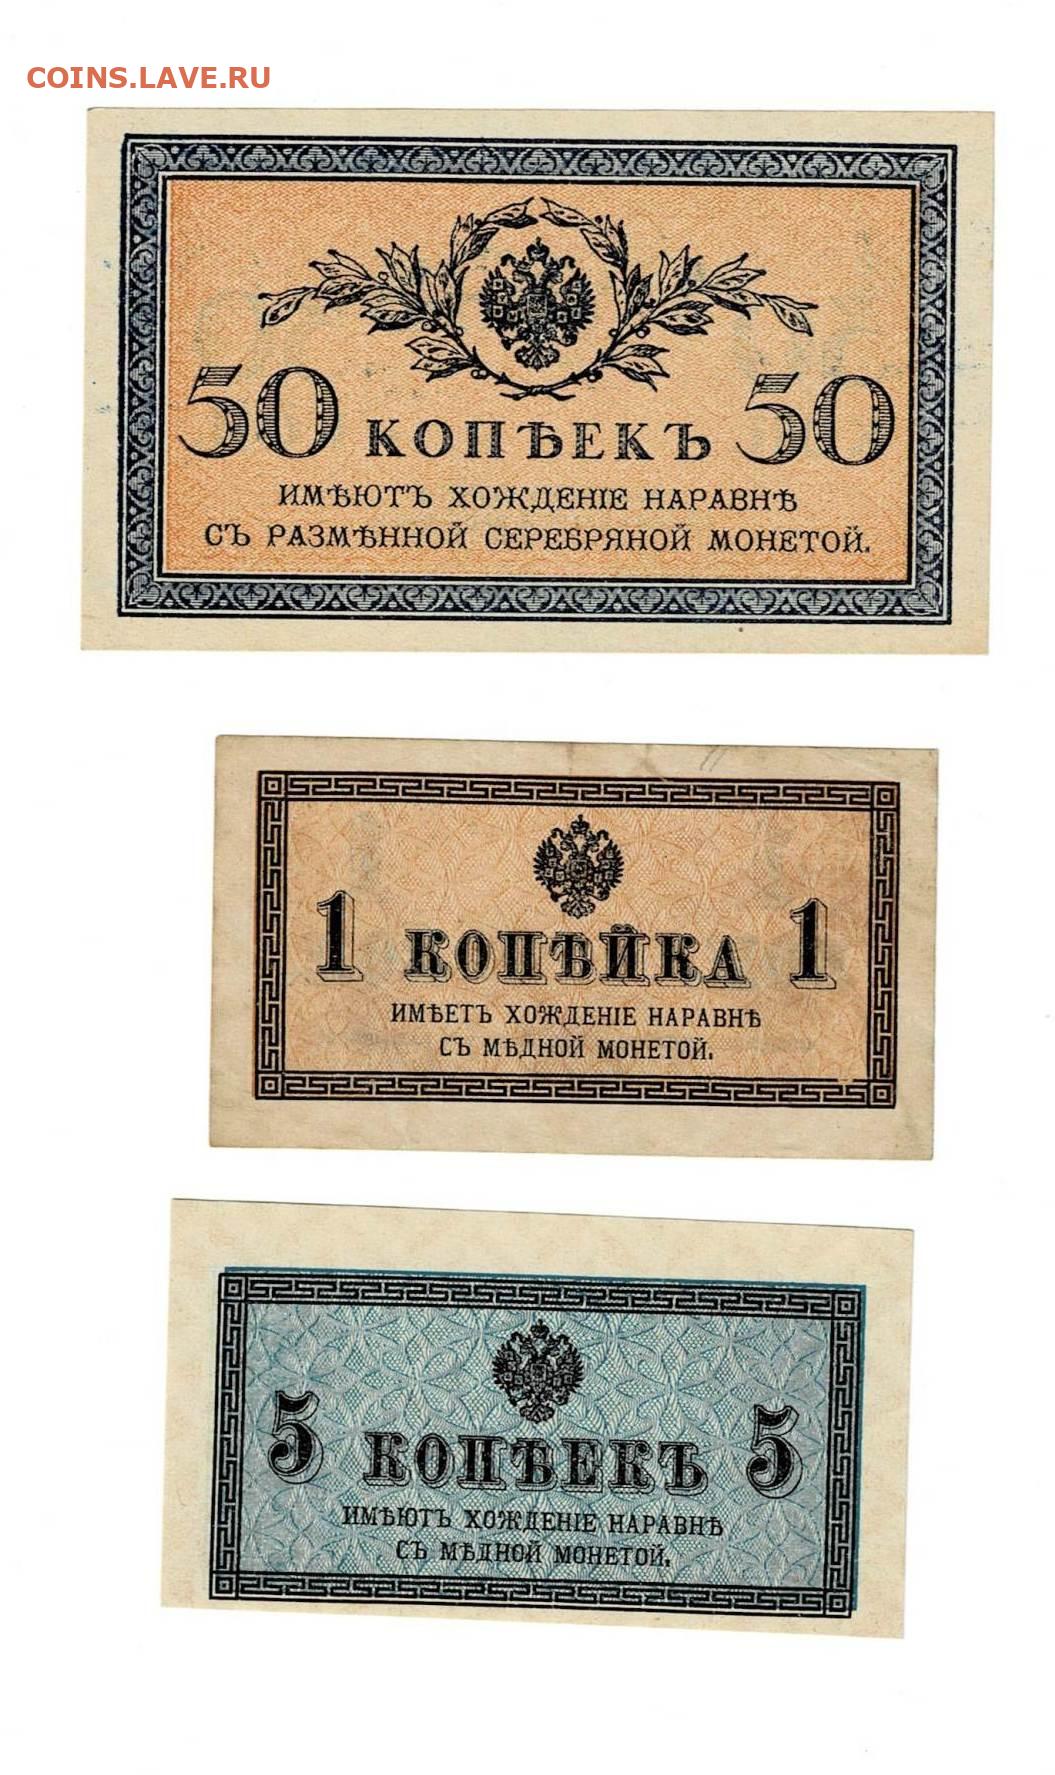 COINS.LAVE.RU
50 КОПѢЕКЪ 50
ИМѢЮТЪ ХОЖДЕНІЕ НАРАВНѢ
СЪ РАЗМѢННОЙ СЕРЕБРЯНОЙ МОНЕТОЙ.
1 КОПѢЙКА 1
ИМѢЕТЪ ХОЖДЕНІЕ НАРАВНѢ
СЪ МѢДНОЙ МОНЕТОЙ.
5 КОПѢЕКЪ 5
ИМѢЮТЪ ХОЖДЕНІЕ НАРАВНѢ
СЪ МѢДНОЙ МОНЕТОЙ.